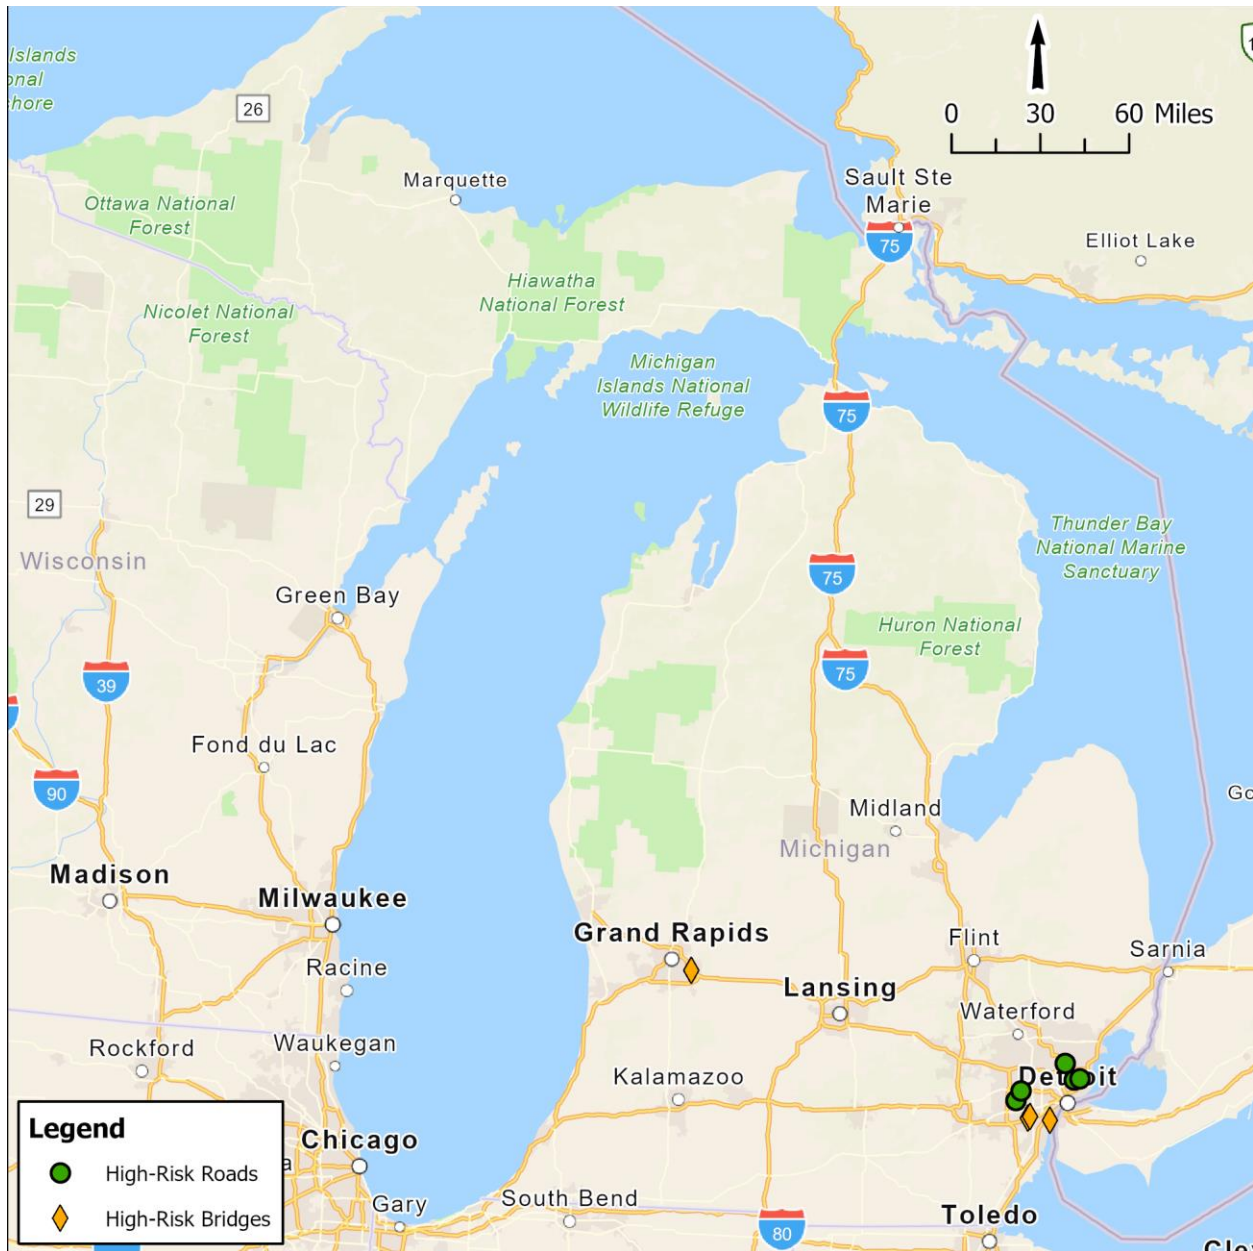 Islands
onal
hore
26
Marquette
Ottawa National
Forest
Nicolet National
Forest
Hiawatha
National Forest
Michigan
Islands National
Wildlife Refuge
0 30 60 Miles
1
Sault Ste
Marie
75
Elliot Lake
75
29
Wisconsin
Green Bay
Thunder Bay
National Marine
Sanctuary
75
Huron National
Forest
75
39
Fond du Lac
90
Midland
Michigan
Go
Madison
Milwaukee
Racine
Grand Rapids
Flint
Sarnia
Lansing
Waterford
Waukegan
Rockford
Kalamazoo
Detroit
Chicago
a
Gary
South Bend
80
Toledo
Cle
Legend
High-Risk Roads
High-Risk Bridges